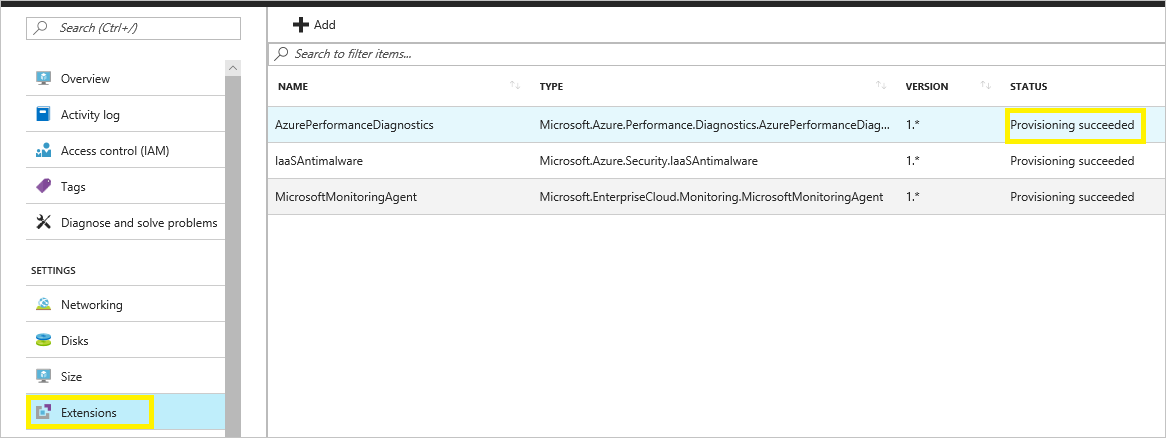 Search (Ctrl+/)
Overview
Activity log
Access control (IAM)
Tags
Diagnose and solve problems
SETTINGS
Networking
Disks
Size
Extensions
Add
Search to filter items...
NAME TYPE VERSION STATUS
AzurePerformanceDiagnostics Microsoft.Azure.Performance.Diagnostics.AzurePerformanceDiag... 1.* Provisioning succeeded
IaaSAntimalware Microsoft.Azure.Security.IaaSAntimalware 1.* Provisioning succeeded
MicrosoftMonitoringAgent Microsoft.EnterpriseCloud.Monitoring.MicrosoftMonitoringAgent 1.* Provisioning succeeded